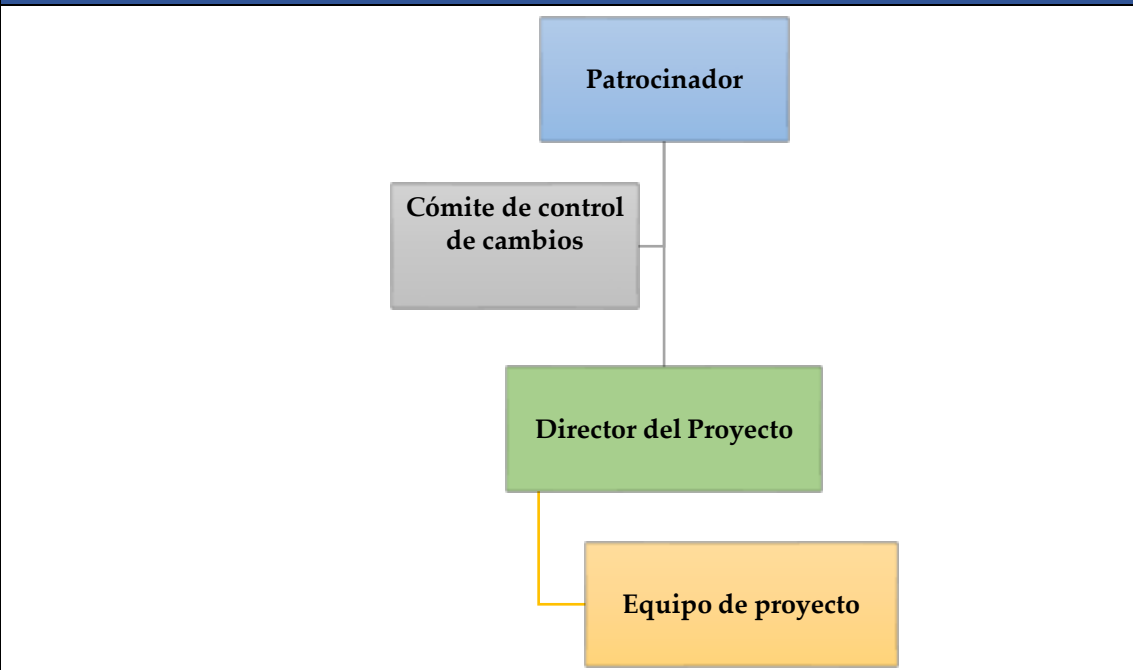 Patrocinador
Cómite de control
de cambios
Director del Proyecto
Equipo de proyecto